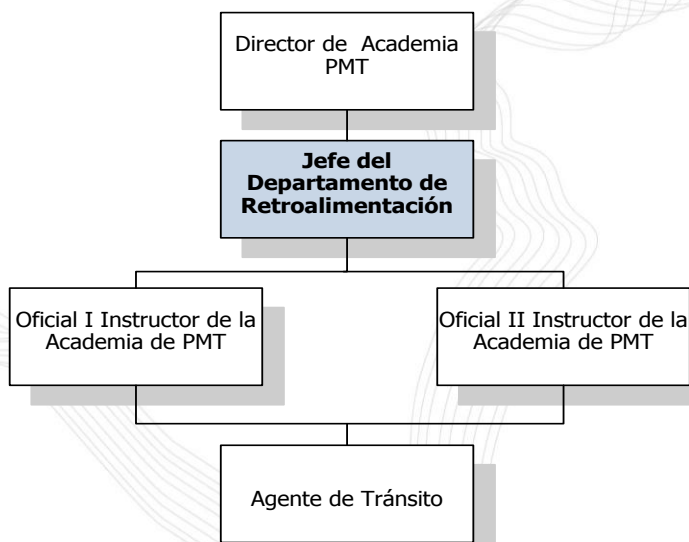 Director de Academia
PMT
Jefe del
Departamento de
Retroalimentación
Oficial I Instructor de la
Academia de PMT
Oficial II Instructor de la
Academia de PMT
Agente de Tránsito